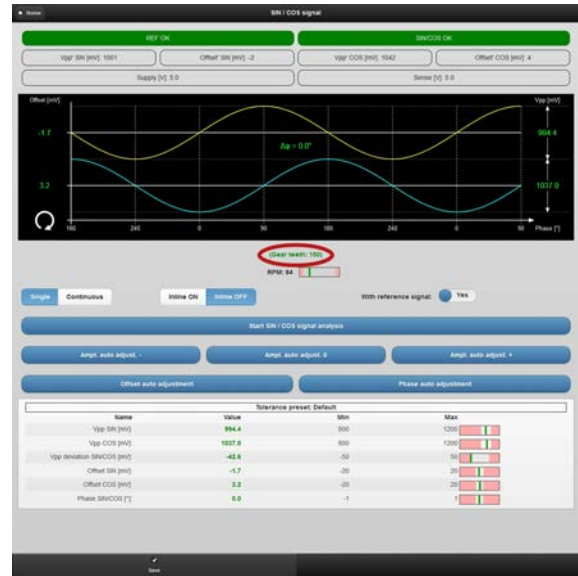 Home
SIN / COS signal
REF OK
SIN/COS OK
Vpp' SIN [mV]: 1001
Offset' SIN [mV]: -2
Vpp' COS [mV]: 1042
Offset' COS [mV]: 4
Supply [V]: 5.0
Sense [V]: 5.0
Offset [mV]
Vpp [mV]
-1.7
994.4
Δφ = 0.0°
3.2
1037.0
180 240 0 90 180 240 0 90 Phase [°]
(Gear teeth: 150)
RPM: 84
Single Continuous
Inline ON Inline OFF
With reference signal: Yes
Start SIN / COS signal analysis
Ampl. auto adjust. -
Ampl. auto adjust. 0
Ampl. auto adjust. +
Offset auto adjustment
Phase auto adjustment
Tolerance preset: Default
Name Value Min Max
Vpp SIN [mV] 994.4 600 1200
Vpp COS [mV] 1037.0 600 1200
Vpp deviation SIN/COS [mV] -42.6 -50 50
Offset SIN [mV] -1.7 -20 20
Offset COS [mV] 3.2 -20 20
Phase SIN/COS [°] 0.0 -1 1
Save